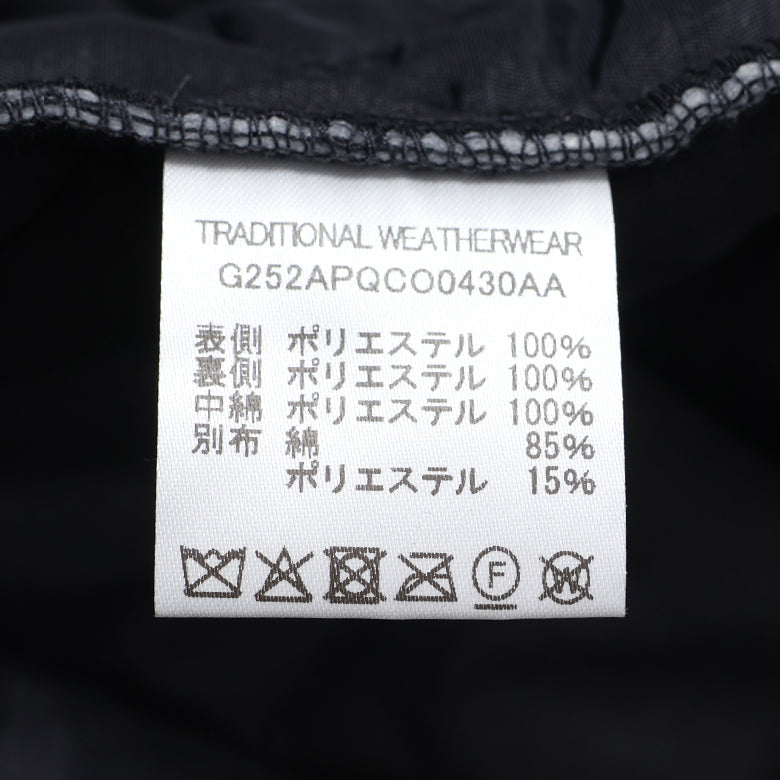 TRADITIONAL WEATHERWEAR
G252APQCO0430AA
表側 ポリエステル 100%
裏側 ポリエステル 100%
中綿 ポリエステル 100%
別布 綿 85%
ポリエステル 15%
F W